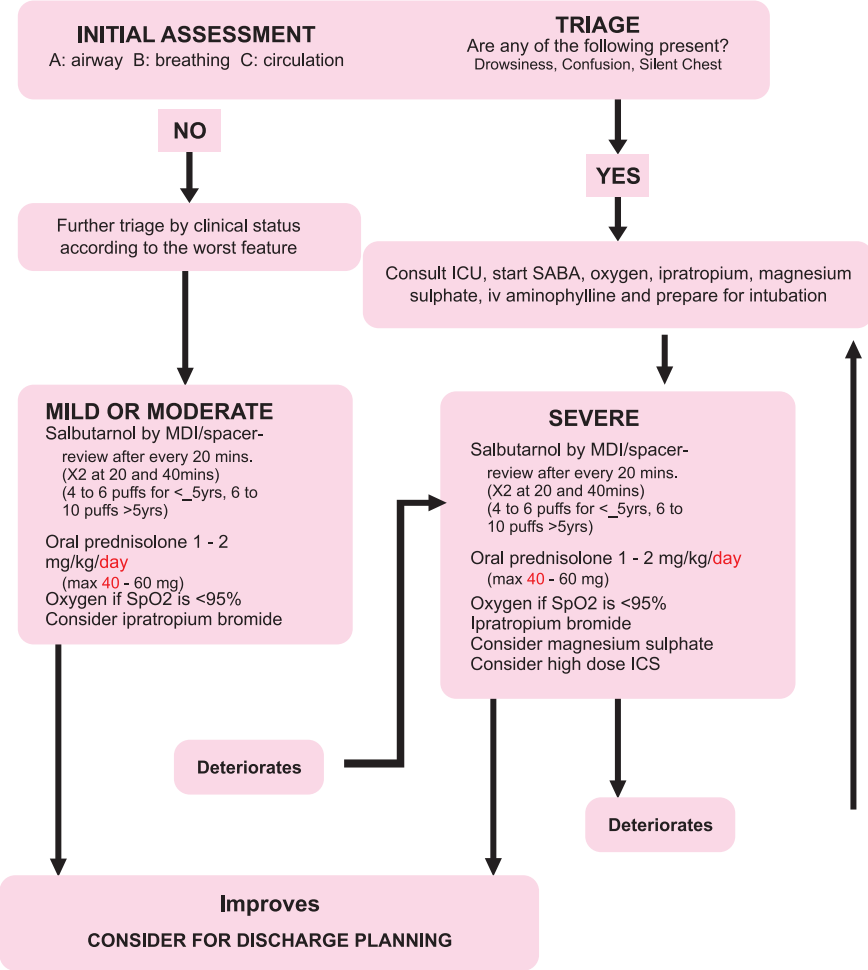 INITIAL ASSESSMENT
A: airway B: breathing C: circulation
TRIAGE
Are any of the following present?
Drowsiness, Confusion, Silent Chest
NO
YES
Further triage by clinical status
according to the worst feature
Consult ICU, start SABA, oxygen, ipratropium, magnesium
sulphate, iv aminophylline and prepare for intubation
MILD OR MODERATE
Salbutarnol by MDI/spacer-
review after every 20 mins.
(X2 at 20 and 40mins)
(4 to 6 puffs for <_5yrs, 6 to
10 puffs >5yrs)
Oral prednisolone 1 - 2
mg/kg/day
(max 40 - 60 mg)
Oxygen if SpO2 is <95%
Consider ipratropium bromide
SEVERE
Salbutarnol by MDI/spacer-
review after every 20 mins.
(X2 at 20 and 40mins)
(4 to 6 puffs for <_5yrs, 6 to
10 puffs >5yrs)
Oral prednisolone 1 - 2 mg/kg/day
(max 40 - 60 mg)
Oxygen if SpO2 is <95%
Ipratropium bromide
Consider magnesium sulphate
Consider high dose ICS
Deteriorates
Deteriorates
Improves
CONSIDER FOR DISCHARGE PLANNING